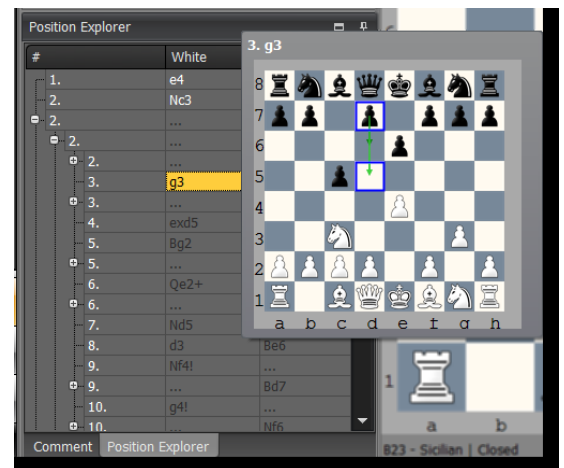 Position Explorer
# White
1. e4
2. Nc3
2. ...
2. ...
2. ...
3. g3
3. ...
4. exd5
5. Bg2
5. ...
6. Qe2+
6. ...
7. Nd5
8. d3 Be6
9. Nf4! ...
9. ... Bd7
10. g4! ...
10. ... Nf6
Comment Position Explorer
3. g3
8
7
6
5
4
3
2
1
a b c d e f g h
1
a b
B23 - Sicilian | Closed